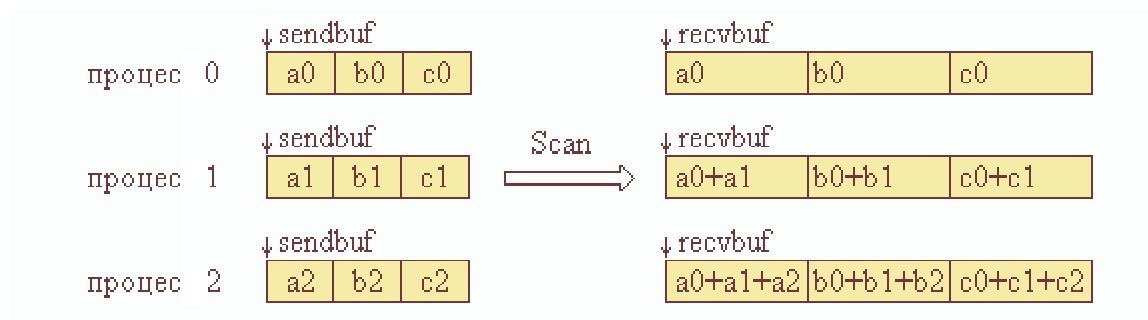 ↓ sendbuf ↓ recvbuf
процес 0 a0 b0 c0 a0 b0 c0
↓ sendbuf Scan ↓ recvbuf
процес 1 a1 b1 c1 a0+a1 b0+b1 c0+c1
↓ sendbuf ↓ recvbuf
процес 2 a2 b2 c2 a0+a1+a2 b0+b1+b2 c0+c1+c2